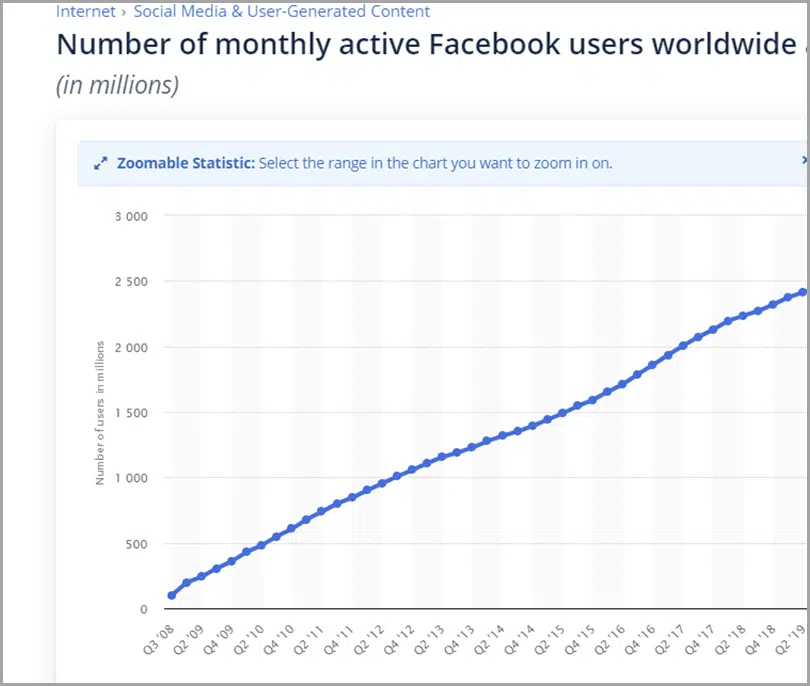 Internet › Social Media & User-Generated Content
Number of monthly active Facebook users worldwide
(in millions)
Zoomable Statistic: Select the range in the chart you want to zoom in on.
3 000
2 500
2 000
1 500
1 000
500
0
Number of users in millions
Q3 '08
Q2 '09
Q4 '09
Q2 '10
Q4 '10
Q2 '11
Q4 '11
Q2 '12
Q4 '12
Q2 '13
Q4 '13
Q2 '14
Q4 '14
Q2 '15
Q4 '15
Q2 '16
Q4 '16
Q2 '17
Q4 '17
Q2 '18
Q4 '18
Q2 '19